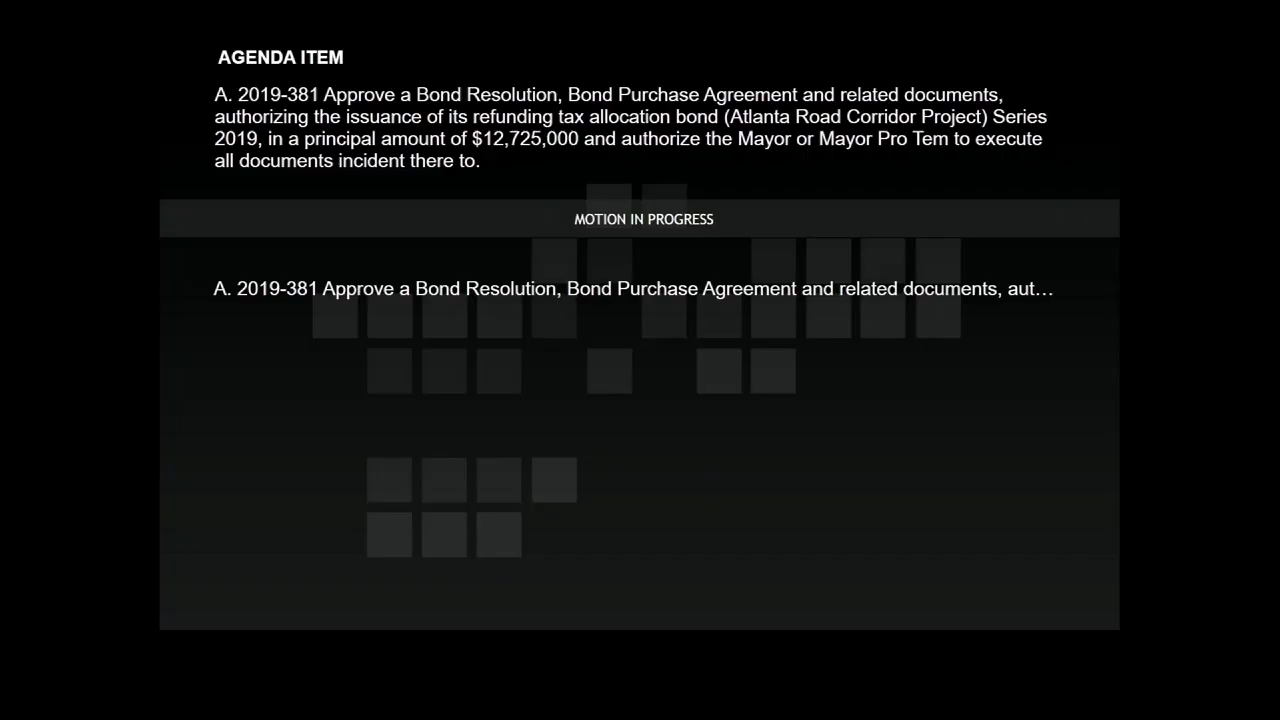 AGENDA ITEM
A. 2019-381 Approve a Bond Resolution, Bond Purchase Agreement and related documents,
authorizing the issuance of its refunding tax allocation bond (Atlanta Road Corridor Project) Series
2019, in a principal amount of $12,725,000 and authorize the Mayor or Mayor Pro Tem to execute
all documents incident there to.
MOTION IN PROGRESS
A. 2019-381 Approve a Bond Resolution, Bond Purchase Agreement and related documents, aut…